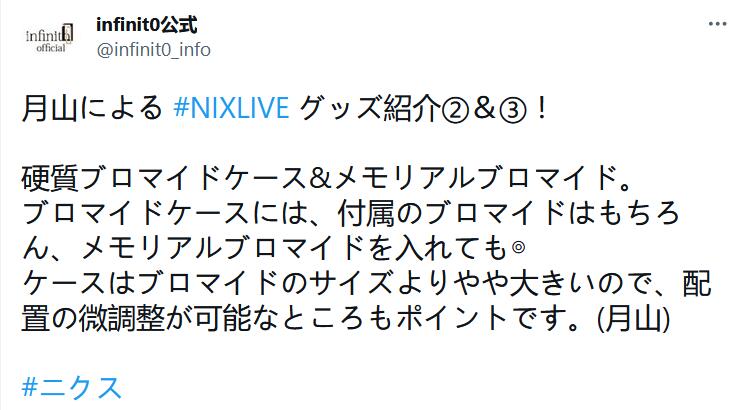 infinit0
official
infinit0公式
@infinit0_info
月山による #NIXLIVE グッズ紹介②＆③！
硬質ブロマイドケース&メモリアルブロマイド。
ブロマイドケースには、付属のブロマイドはもちろ
ん、メモリアルブロマイドを入れても◎
ケースはブロマイドのサイズよりやや大きいので、配
置の微調整が可能なところもポイントです。(月山)
#ニクス